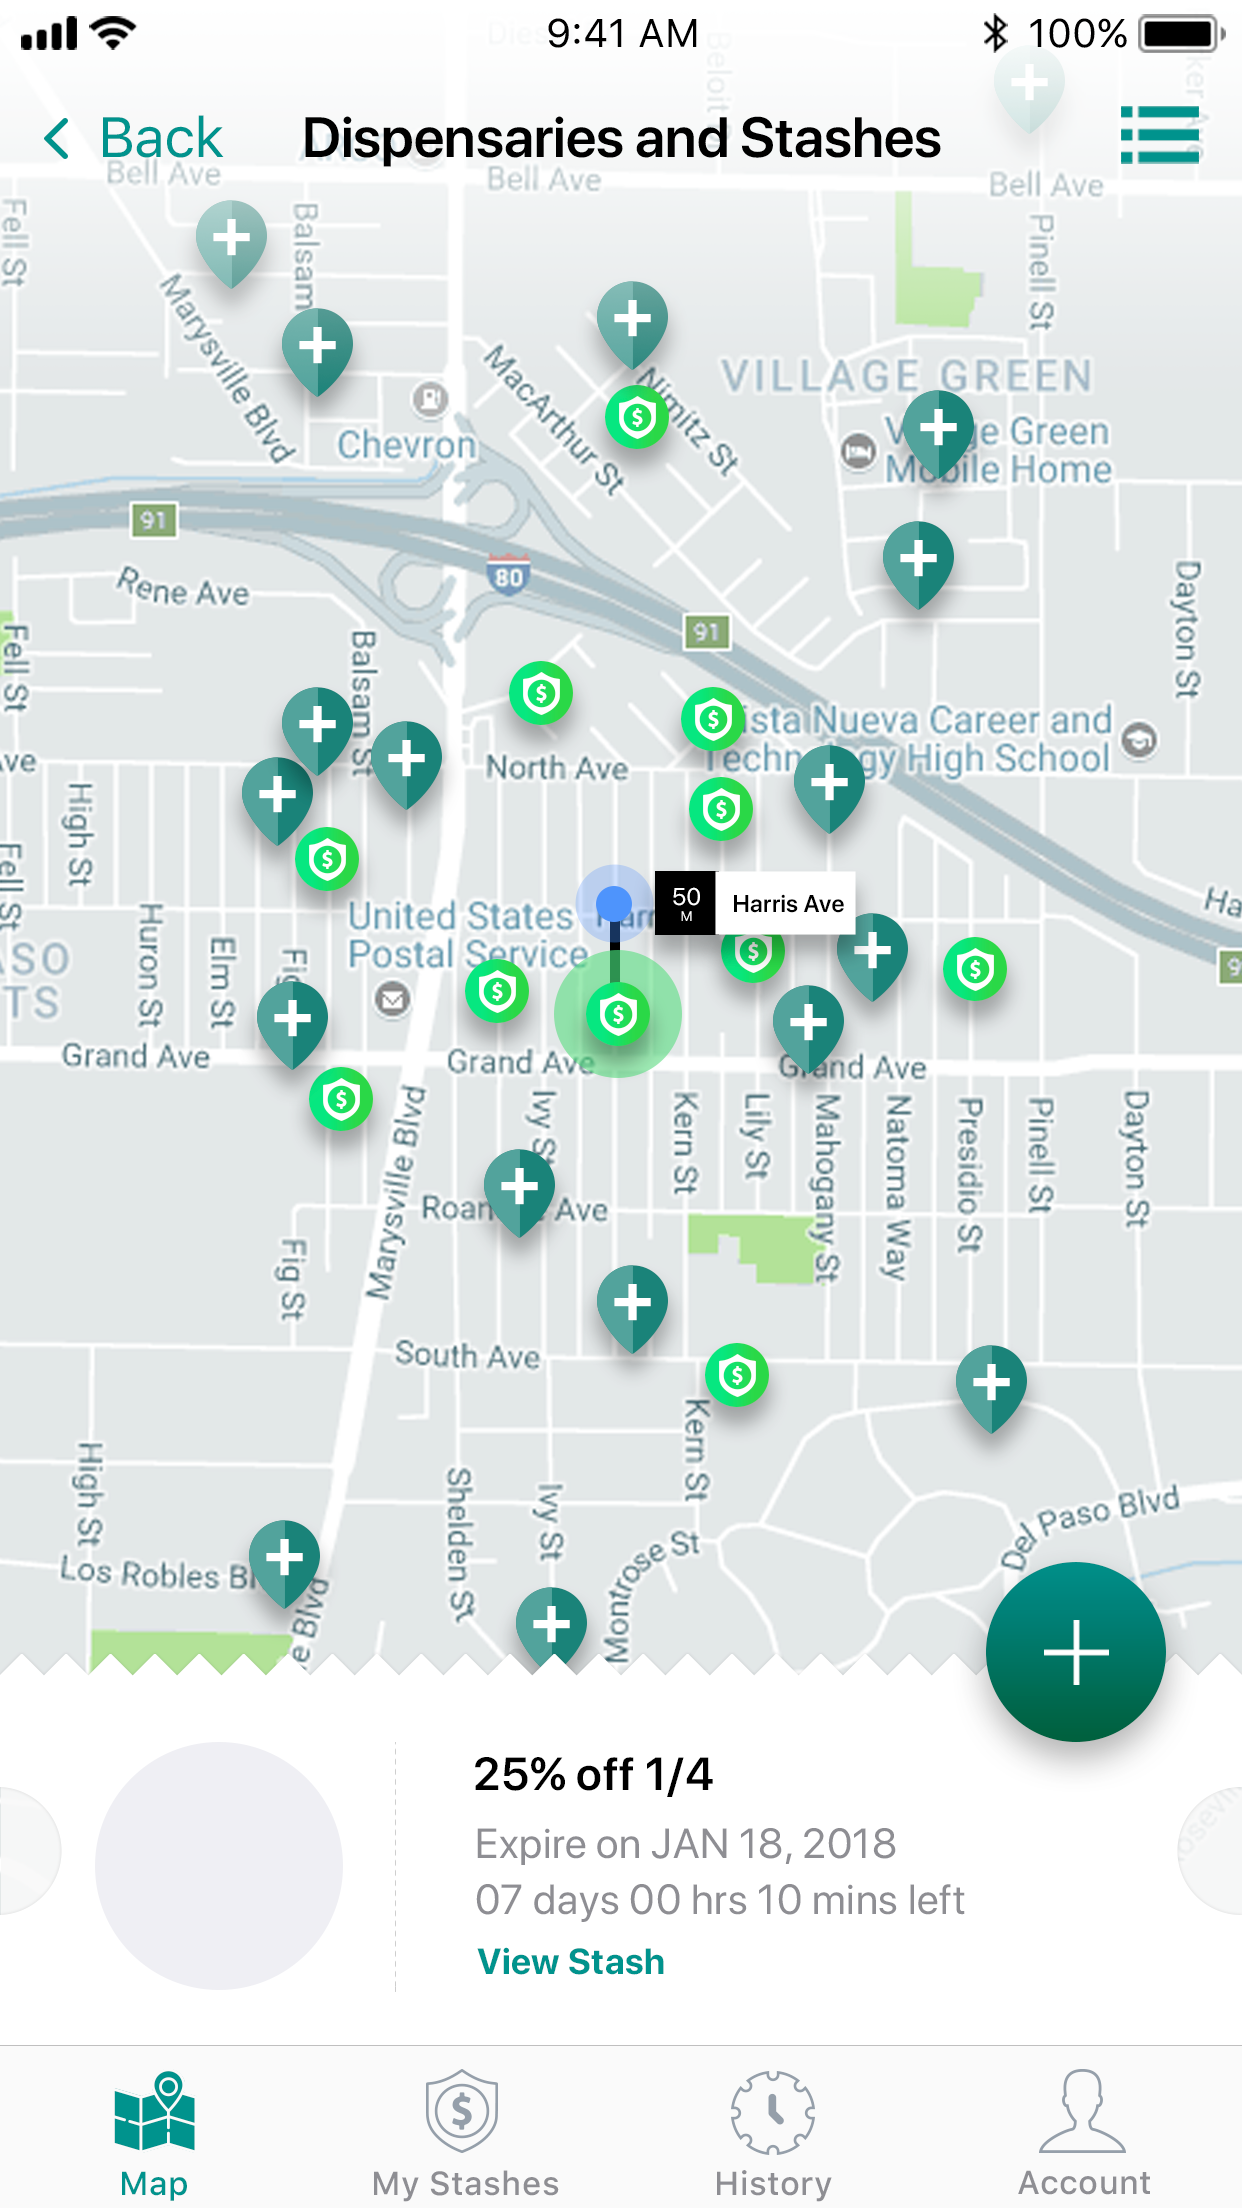 9:41 AM
100%
Back
Dispensaries and Stashes
Bell Ave
Bell Ave
Bell Ave
Fell St
Balsam
Marysville Blvd
Pinell St
MacArthur St
Nimitz St
VILLAGE GREEN
Chevron
Green
Mobile Home
91
80
Rene Ave
91
Dayton St
Fell St
Balsam St
North Ave
Nueva Career and
High School
High St
Fell St
50
M
Harris Ave
United States
Postal Service
Huron St
Elm St
Grand Ave
Grand Ave
Grand Ave
Marysville Blvd
Ivy St
Kern St
Lily St
Mahogany St
Natoma Way
Presidio St
Pinell St
Dayton St
Ave
Fig St
South Ave
Kern St
High St
Shelden St
Ivy St
Montrose St
Del Paso Blvd
Los Robles
Blvd
25% off 1/4
Expire on JAN 18, 2018
07 days 00 hrs 10 mins left
View Stash
Map
My Stashes
History
Account